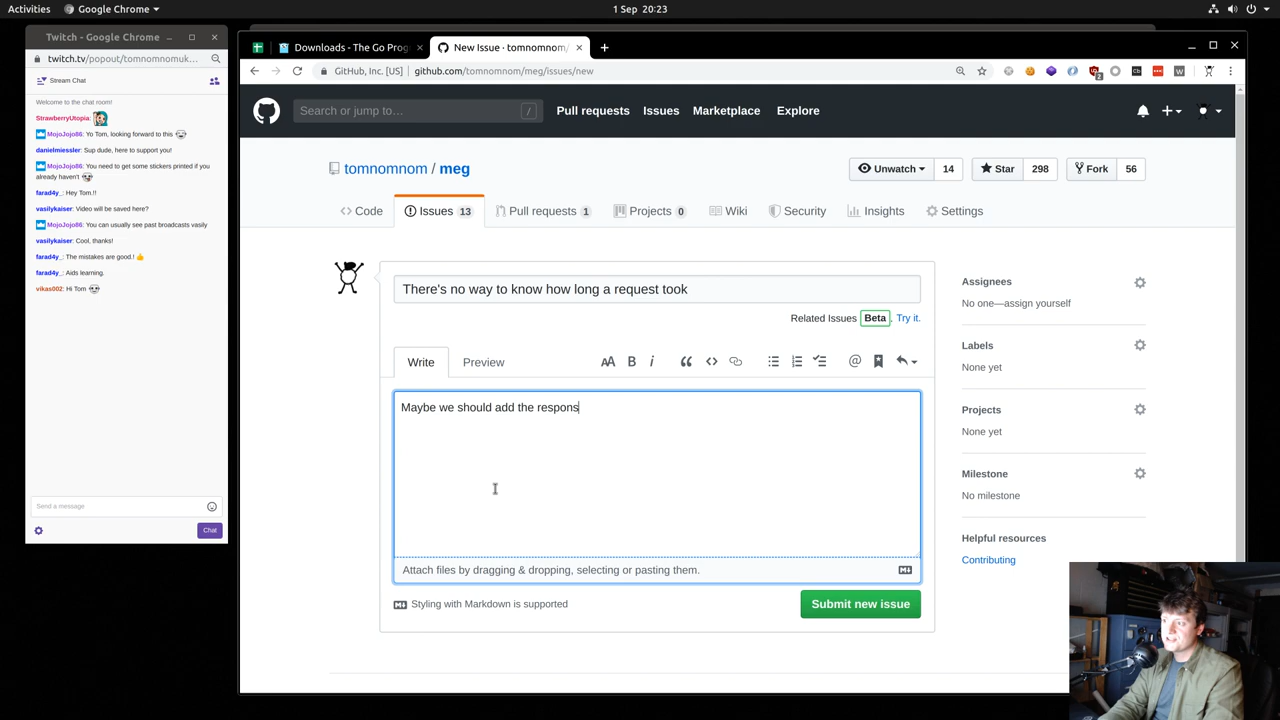 Activities
Google Chrome
1 Sep 20:23
Twitch - Google Chrome
twitch.tv/popout/tomnomnomuk...
Stream Chat
Welcome to the chat room!
StrawberryUtopia:
MojoJojo86: Yo Tom, looking forward to this
danielmiessler: Sup dude, here to support you!
MojoJojo86: You need to get some stickers printed if you
already haven't
farad4y_: Hey Tom.!!
vasilykaiser: Video will be saved here?
MojoJojo86: You can usually see past broadcasts vasily
vasilykaiser: Cool, thanks!
farad4y_: The mistakes are good.!
farad4y_: Aids learning.
vikas002: Hi Tom
Send a message
Chat
Downloads - The Go Prog
New Issue · tomnomnom/
GitHub, Inc. [US]
github.com/tomnomnom/meg/issues/new
Search or jump to...
/
Pull requests
Issues
Marketplace
Explore
tomnomnom / meg
Unwatch
14
Star
298
Fork
56
Code
Issues 13
Pull requests 1
Projects 0
Wiki
Security
Insights
Settings
There's no way to know how long a request took
Related Issues Beta . Try it.
Write
Preview
Maybe we should add the respons
Attach files by dragging & dropping, selecting or pasting them.
Styling with Markdown is supported
Submit new issue
Assignees
No one—assign yourself
Labels
None yet
Projects
None yet
Milestone
No milestone
Helpful resources
Contributing